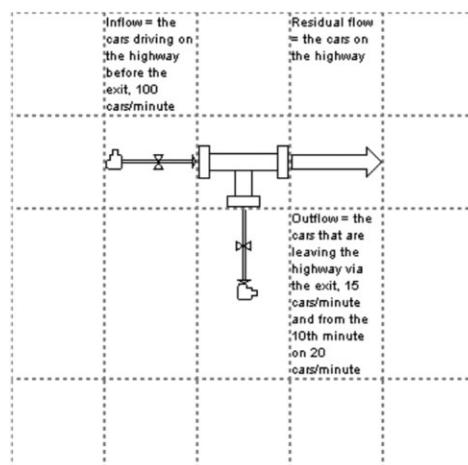 Inflow = the
cars driving on
the highway
before the
exit, 100
cars/minute
Residual flow
= the cars on
the highway
Outflow = the
cars that are
leaving the
highway via
the exit, 15
cars/minute
and from the
10th minute
on 20
cars/minute